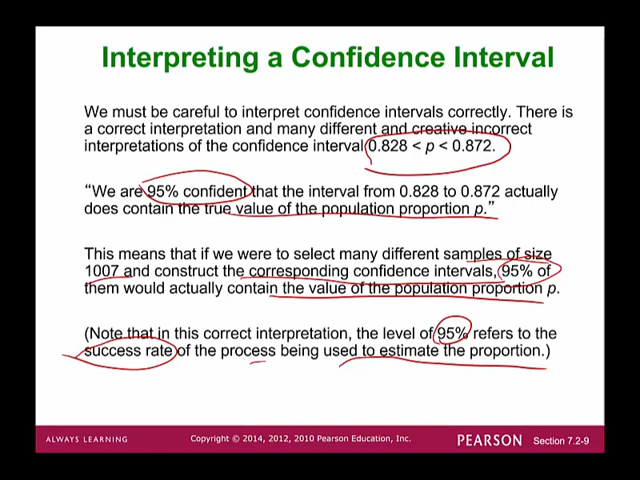 Interpreting a Confidence Interval
We must be careful to interpret confidence intervals correctly. There is
a correct interpretation and many different and creative incorrect
interpretations of the confidence interval 0.828 < p < 0.872.
“We are 95% confident that the interval from 0.828 to 0.872 actually
does contain the true value of the population proportion p.”
This means that if we were to select many different samples of size
1007 and construct the corresponding confidence intervals, 95% of
them would actually contain the value of the population proportion p.
(Note that in this correct interpretation, the level of 95% refers to the
success rate of the process being used to estimate the proportion.)
ALWAYS LEARNING
Copyright © 2014, 2012, 2010 Pearson Education, Inc.
PEARSON
Section 7.2-9